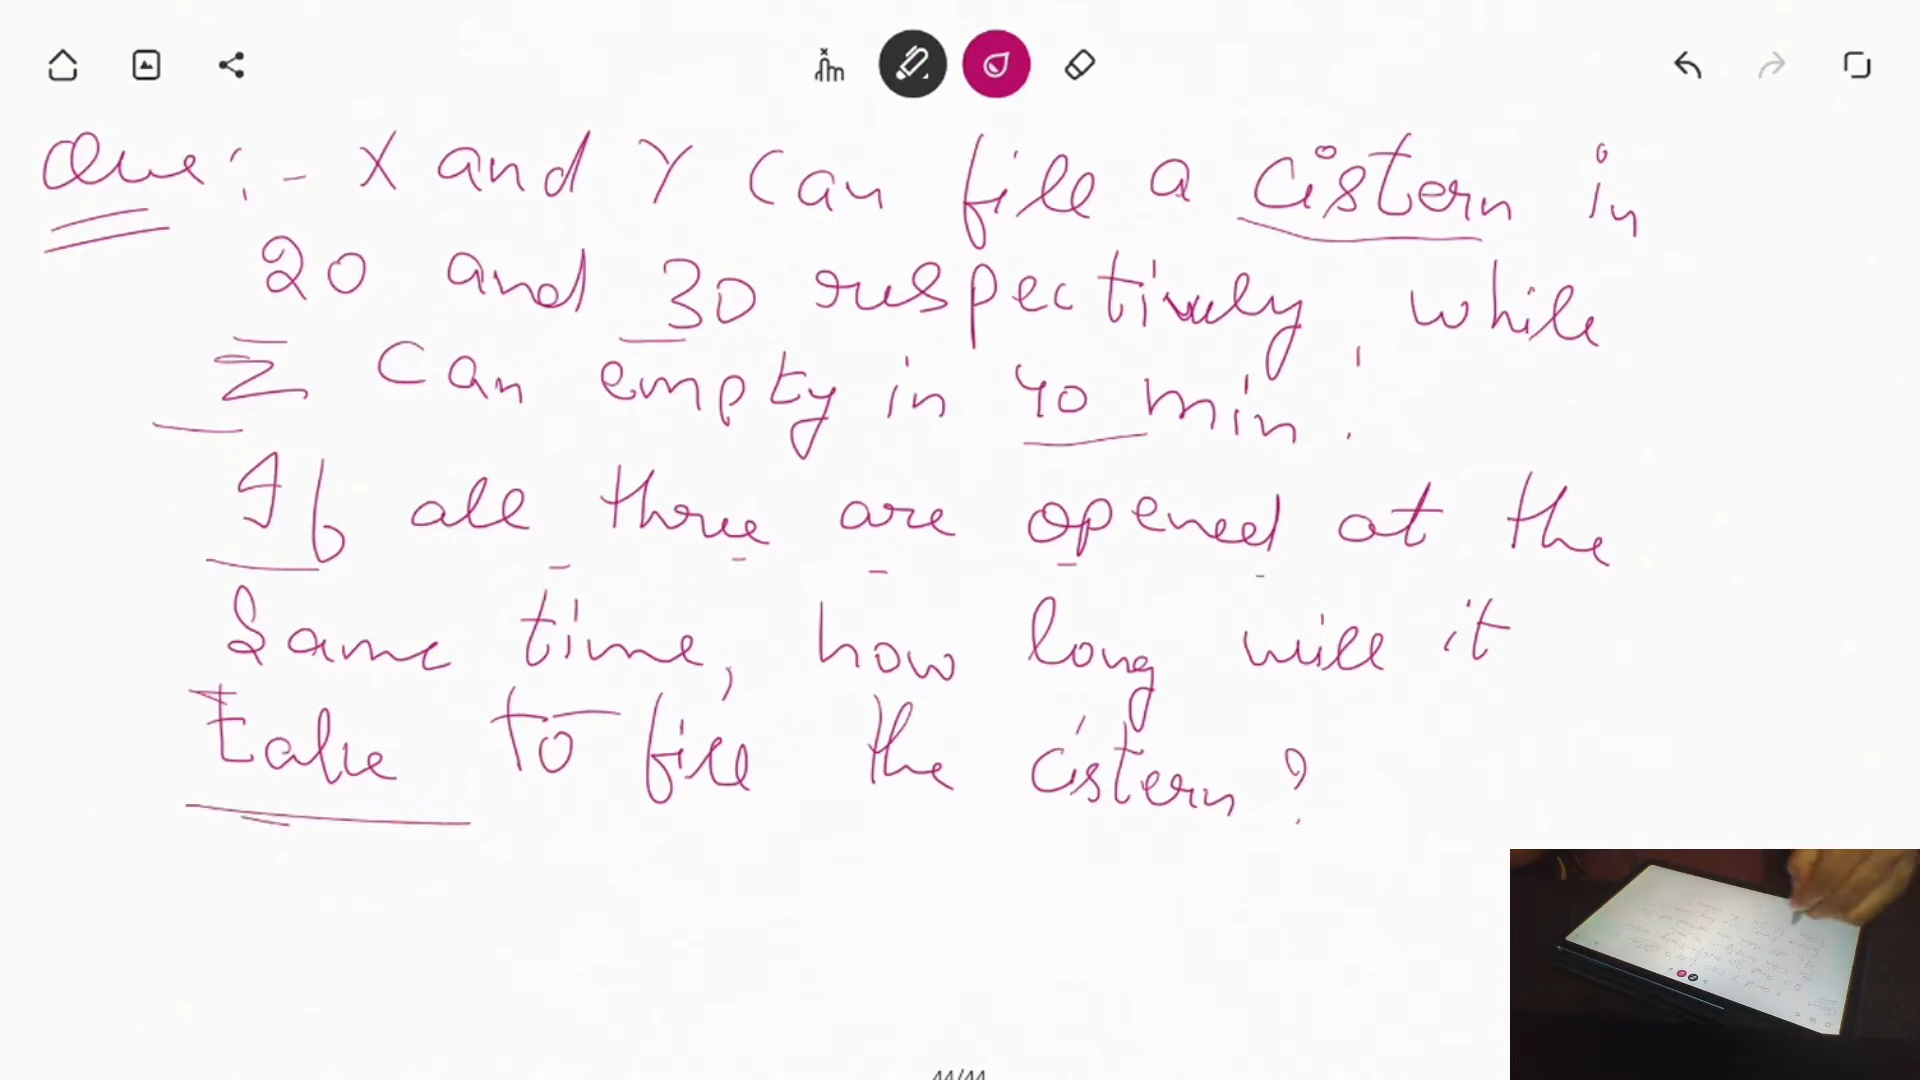 Que:- X and Y can fill a cistern in
20 and 30 respectively, while
Z can empty in 40 min.
If all three are opened at the
Same time, how long will it
take to fill the cistern?